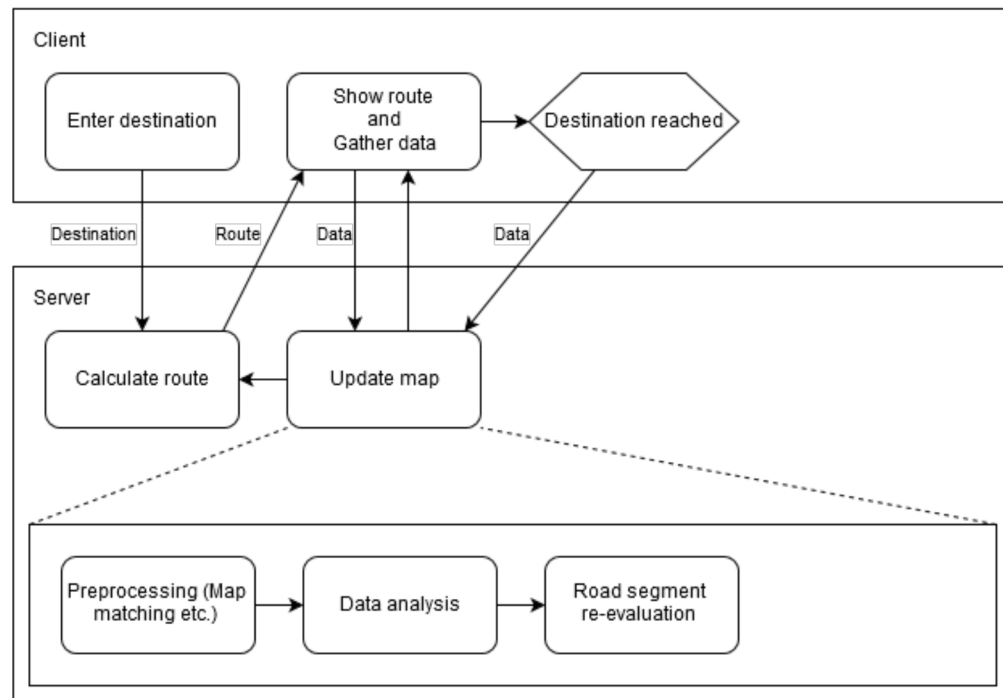 Client
Enter destination
Show route
and
Gather data
Destination reached
Destination
Route
Data
Data
Server
Calculate route
Update map
Preprocessing (Map
matching etc.)
Data analysis
Road segment
re-evaluation